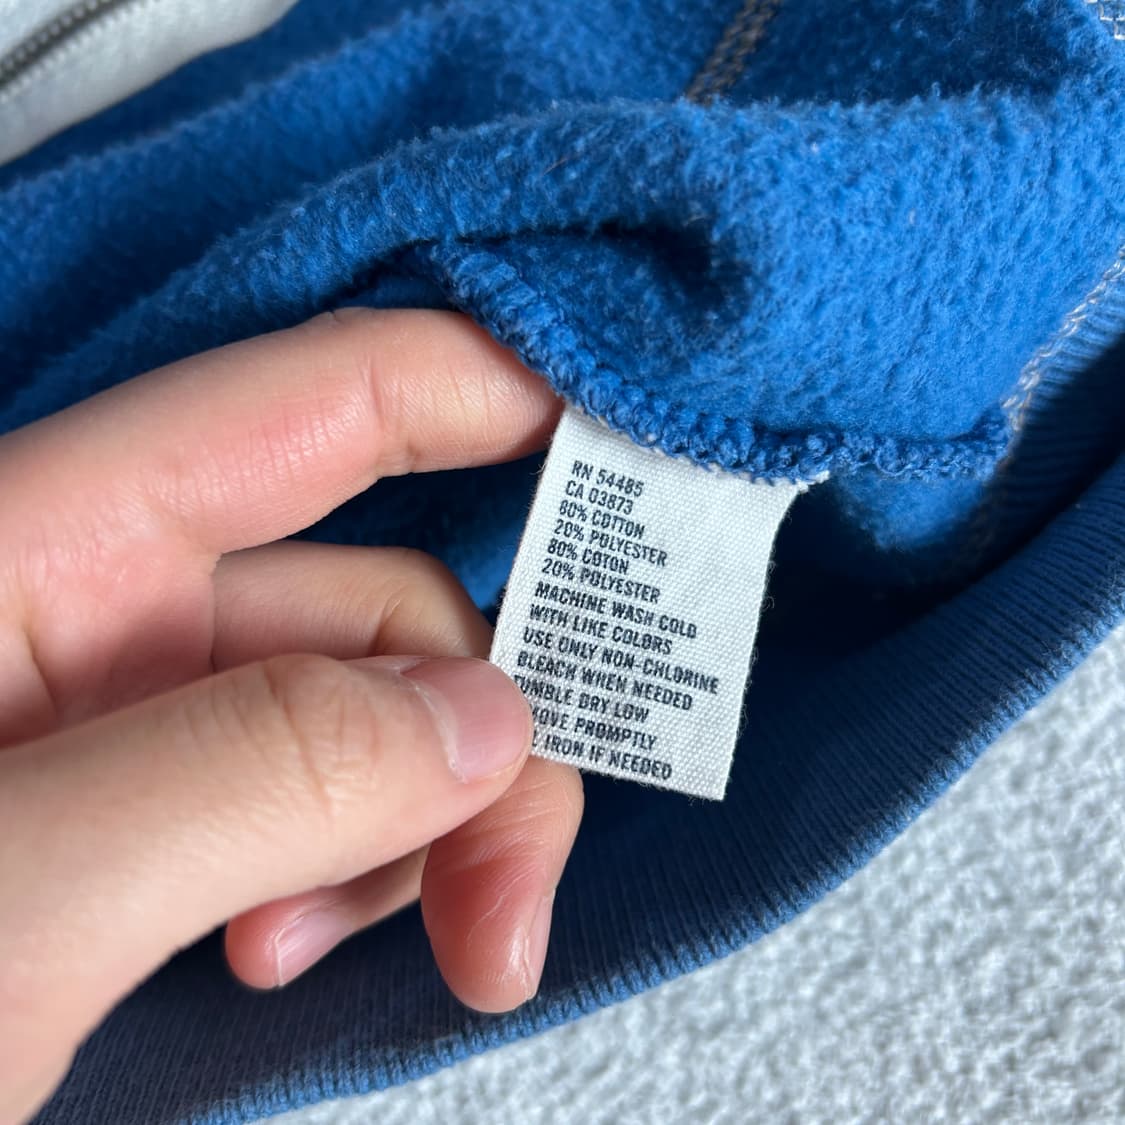 RN 54485
CA 03873
80% COTTON
20% POLYESTER
80% COTON
20% POLYESTER
MACHINE WASH COLD
WITH LIKE COLORS
USE ONLY NON-CHLORINE
BLEACH WHEN NEEDED
TUMBLE DRY LOW
PROMPTLY
IRON IF NEEDED